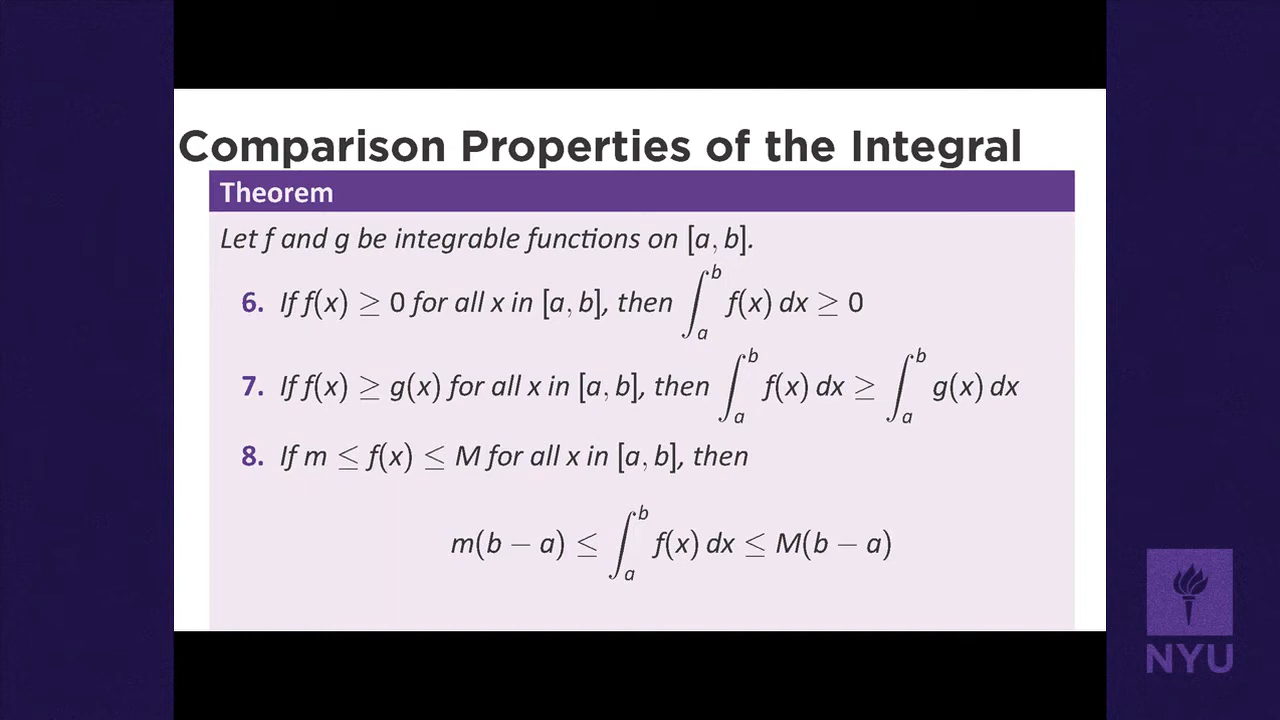 Comparison Properties of the Integral
Theorem
Let f and g be integrable functions on [a, b].
6. If f(x) ≥ 0 for all x in [a, b], then ∫_a^b f(x) dx ≥ 0
7. If f(x) ≥ g(x) for all x in [a, b], then ∫_a^b f(x) dx ≥ ∫_a^b g(x) dx
8. If m ≤ f(x) ≤ M for all x in [a, b], then
m(b − a) ≤ ∫_a^b f(x) dx ≤ M(b − a)
NYU